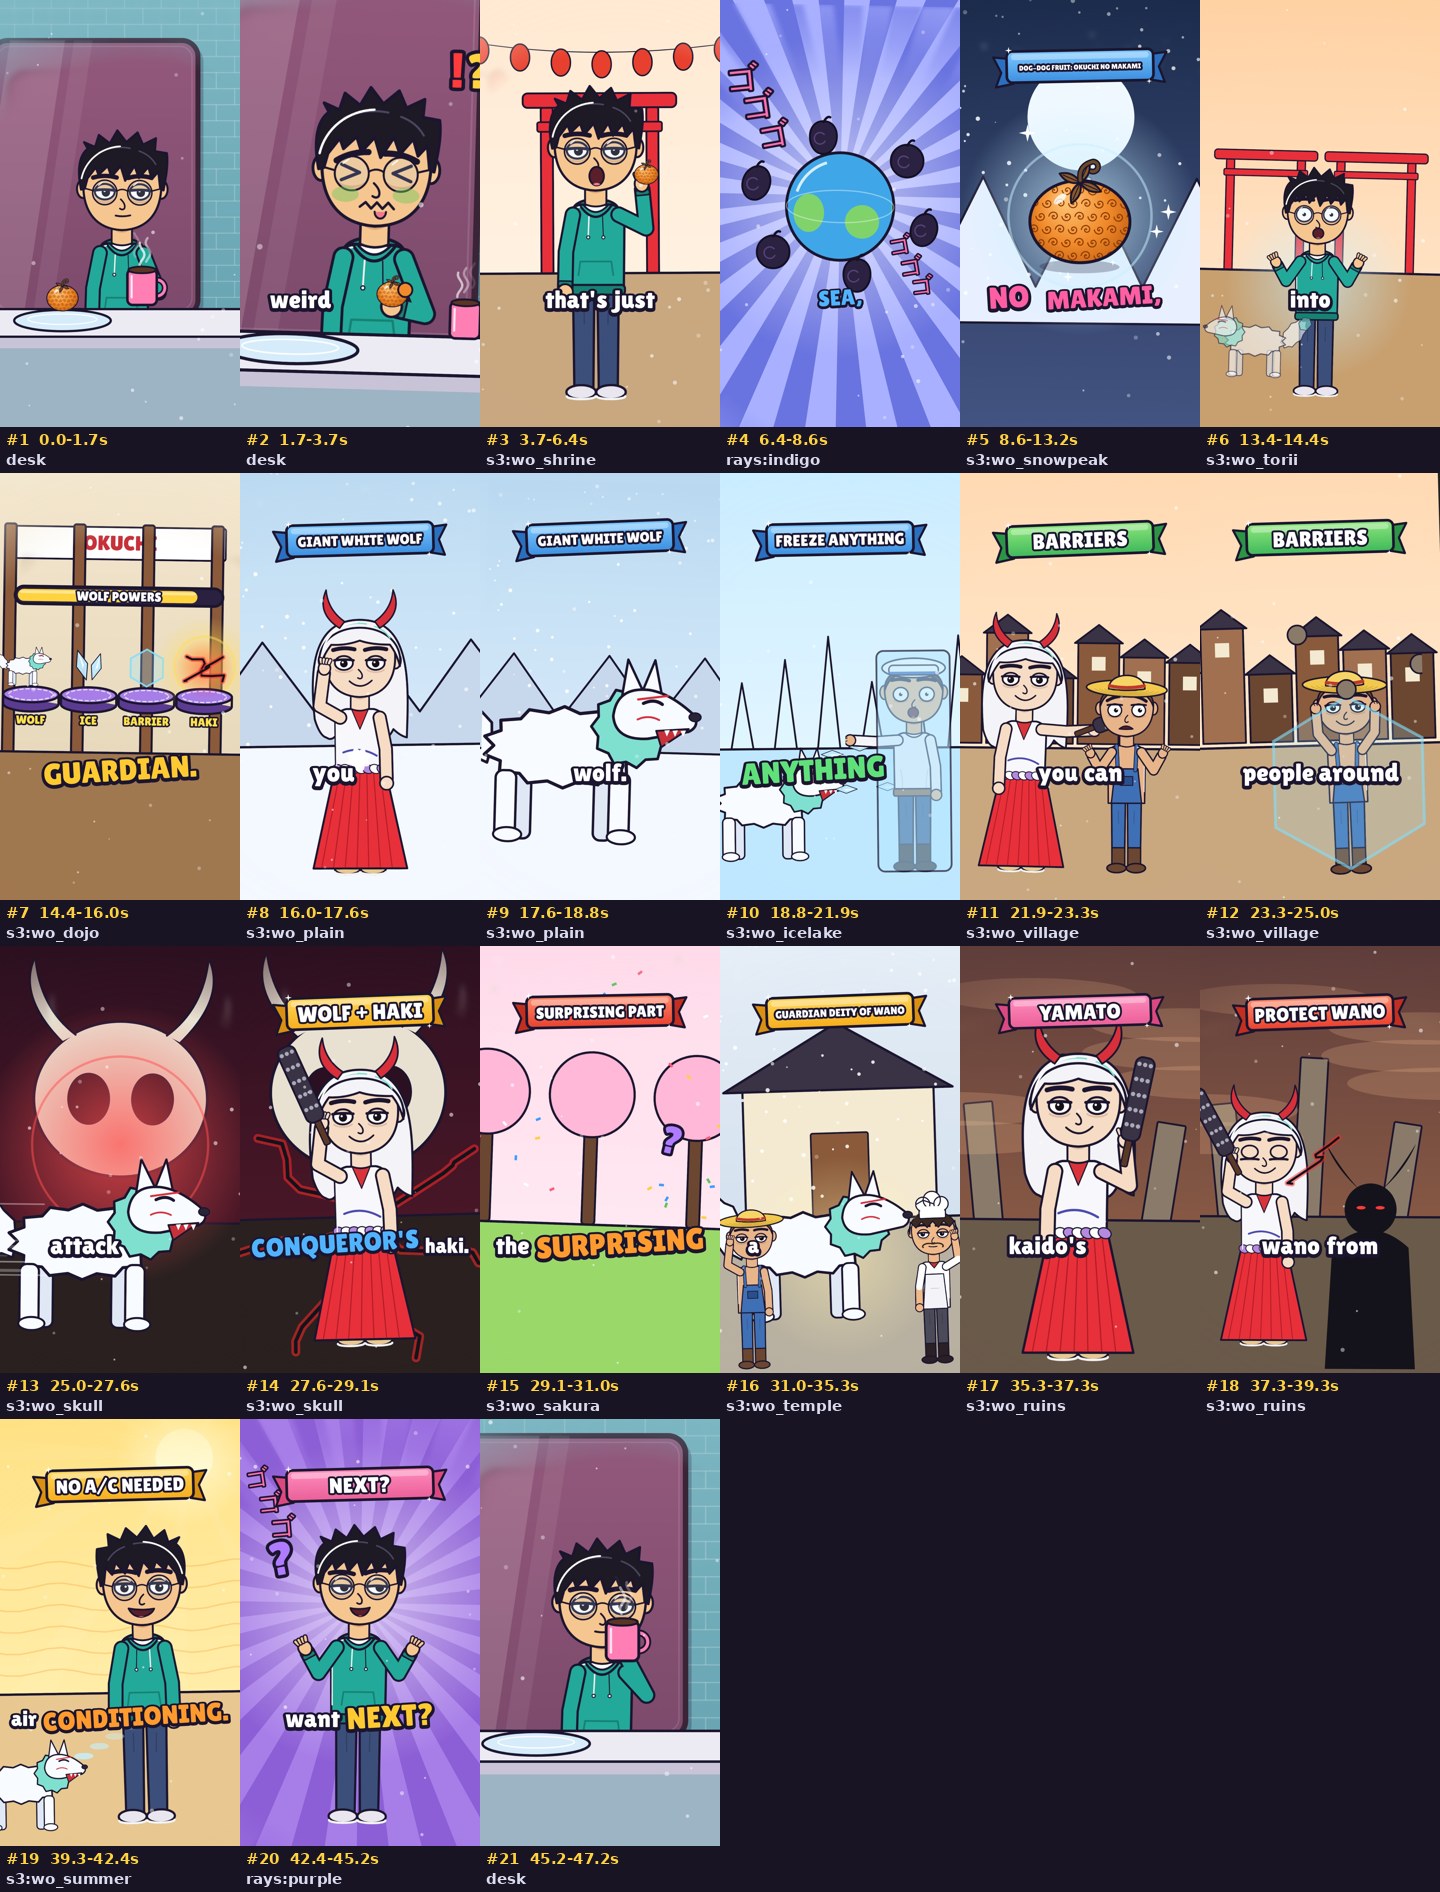 !?
ゴゴゴ
DOG-DOG FRUIT: OKUCHI NO MAKAMI
weird
that's just
SEA,
ゴゴゴ
NO MAKAMI,
into
#1 0.0-1.7s
desk
#2 1.7-3.7s
desk
#3 3.7-6.4s
s3:wo_shrine
#4 6.4-8.6s
rays:indigo
#5 8.6-13.2s
s3:wo_snowpeak
#6 13.4-14.4s
s3:wo_torii
OKUCHI
WOLF POWERS
WOLF
ICE
BARRIER
HAKI
GUARDIAN.
GIANT WHITE WOLF
you
GIANT WHITE WOLF
wolf.
FREEZE ANYTHING
ANYTHING
BARRIERS
you can
BARRIERS
people around
#7 14.4-16.0s
s3:wo_dojo
#8 16.0-17.6s
s3:wo_plain
#9 17.6-18.8s
s3:wo_plain
#10 18.8-21.9s
s3:wo_icelake
#11 21.9-23.3s
s3:wo_village
#12 23.3-25.0s
s3:wo_village
attack
WOLF + HAKI
CONQUEROR'S haki.
SURPRISING PART
?
the SURPRISING
GUARDIAN DEITY OF WANO
a
YAMATO
kaido's
PROTECT WANO
wano from
#13 25.0-27.6s
s3:wo_skull
#14 27.6-29.1s
s3:wo_skull
#15 29.1-31.0s
s3:wo_sakura
#16 31.0-35.3s
s3:wo_temple
#17 35.3-37.3s
s3:wo_ruins
#18 37.3-39.3s
s3:wo_ruins
NO A/C NEEDED
air CONDITIONING.
NEXT?
ゴゴゴ
?
want NEXT?
#19 39.3-42.4s
s3:wo_summer
#20 42.4-45.2s
rays:purple
#21 45.2-47.2s
desk